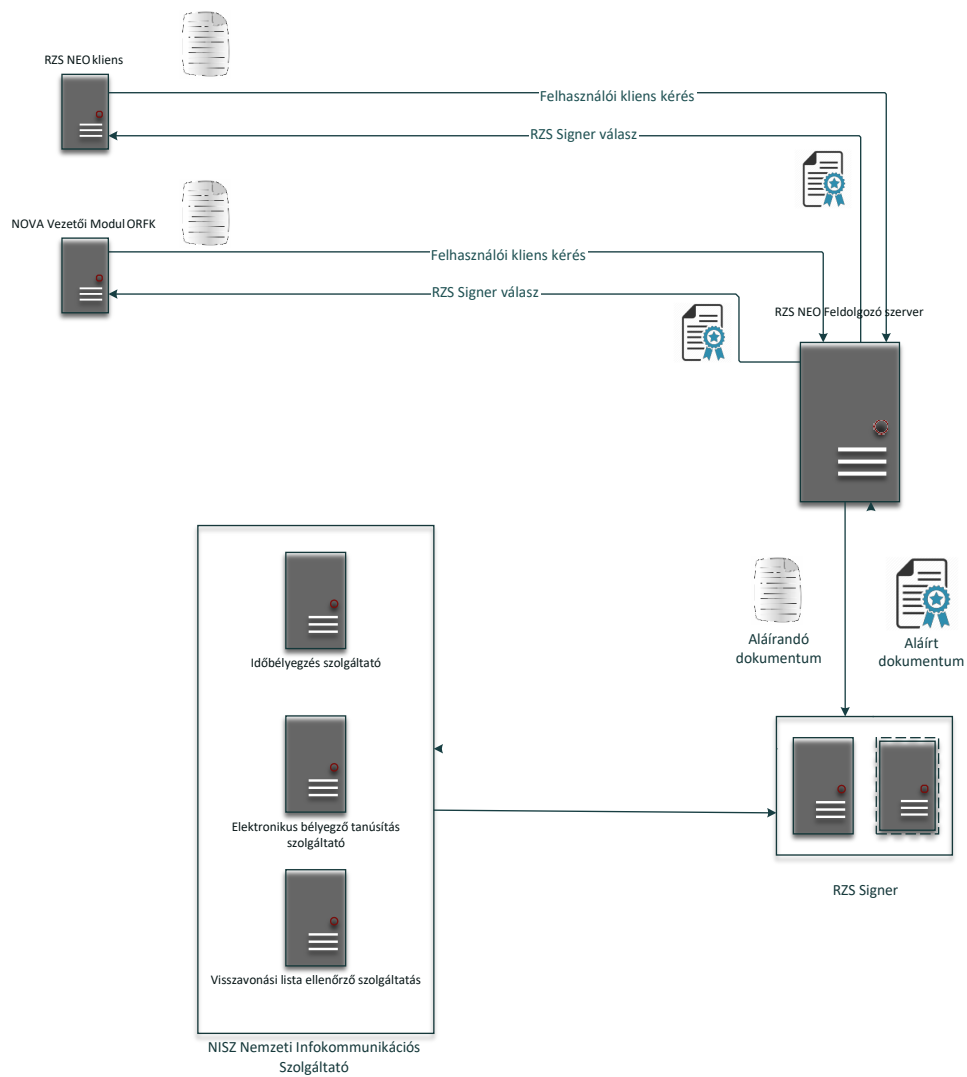 RZS NEO kliens
Felhasználói kliens kérés
RZS Signer válasz
NOVA Vezetői Modul ORFK
Felhasználói kliens kérés
RZS Signer válasz
RZS NEO Feldolgozó szerver
Aláírandó
dokumentum
Aláírt
dokumentum
Időbélyegzés szolgáltató
Elektronikus bélyegző tanúsítás
szolgáltató
Visszavonási lista ellenőrző szolgáltatás
RZS Signer
NISZ Nemzeti Infokommunikációs
Szolgáltató